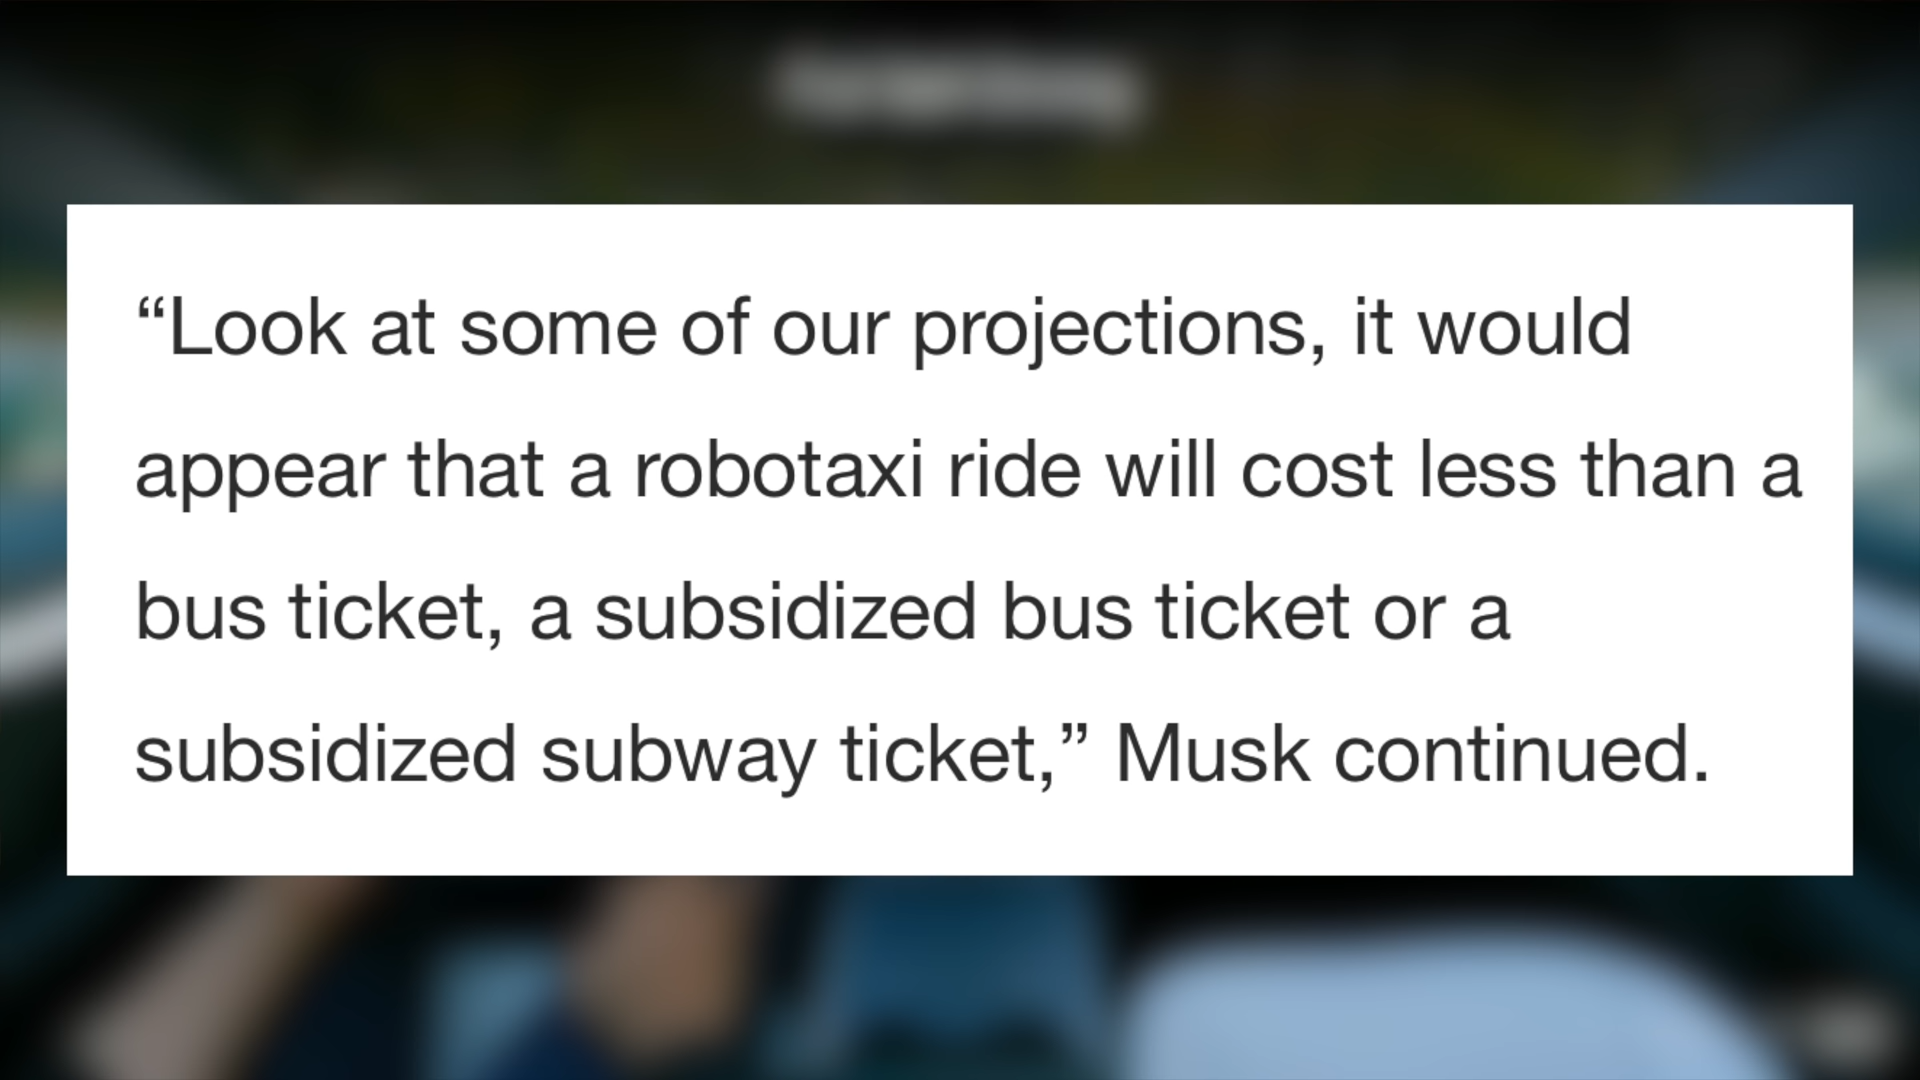 “Look at some of our projections, it would
appear that a robotaxi ride will cost less than a
bus ticket, a subsidized bus ticket or a
subsidized subway ticket,” Musk continued.